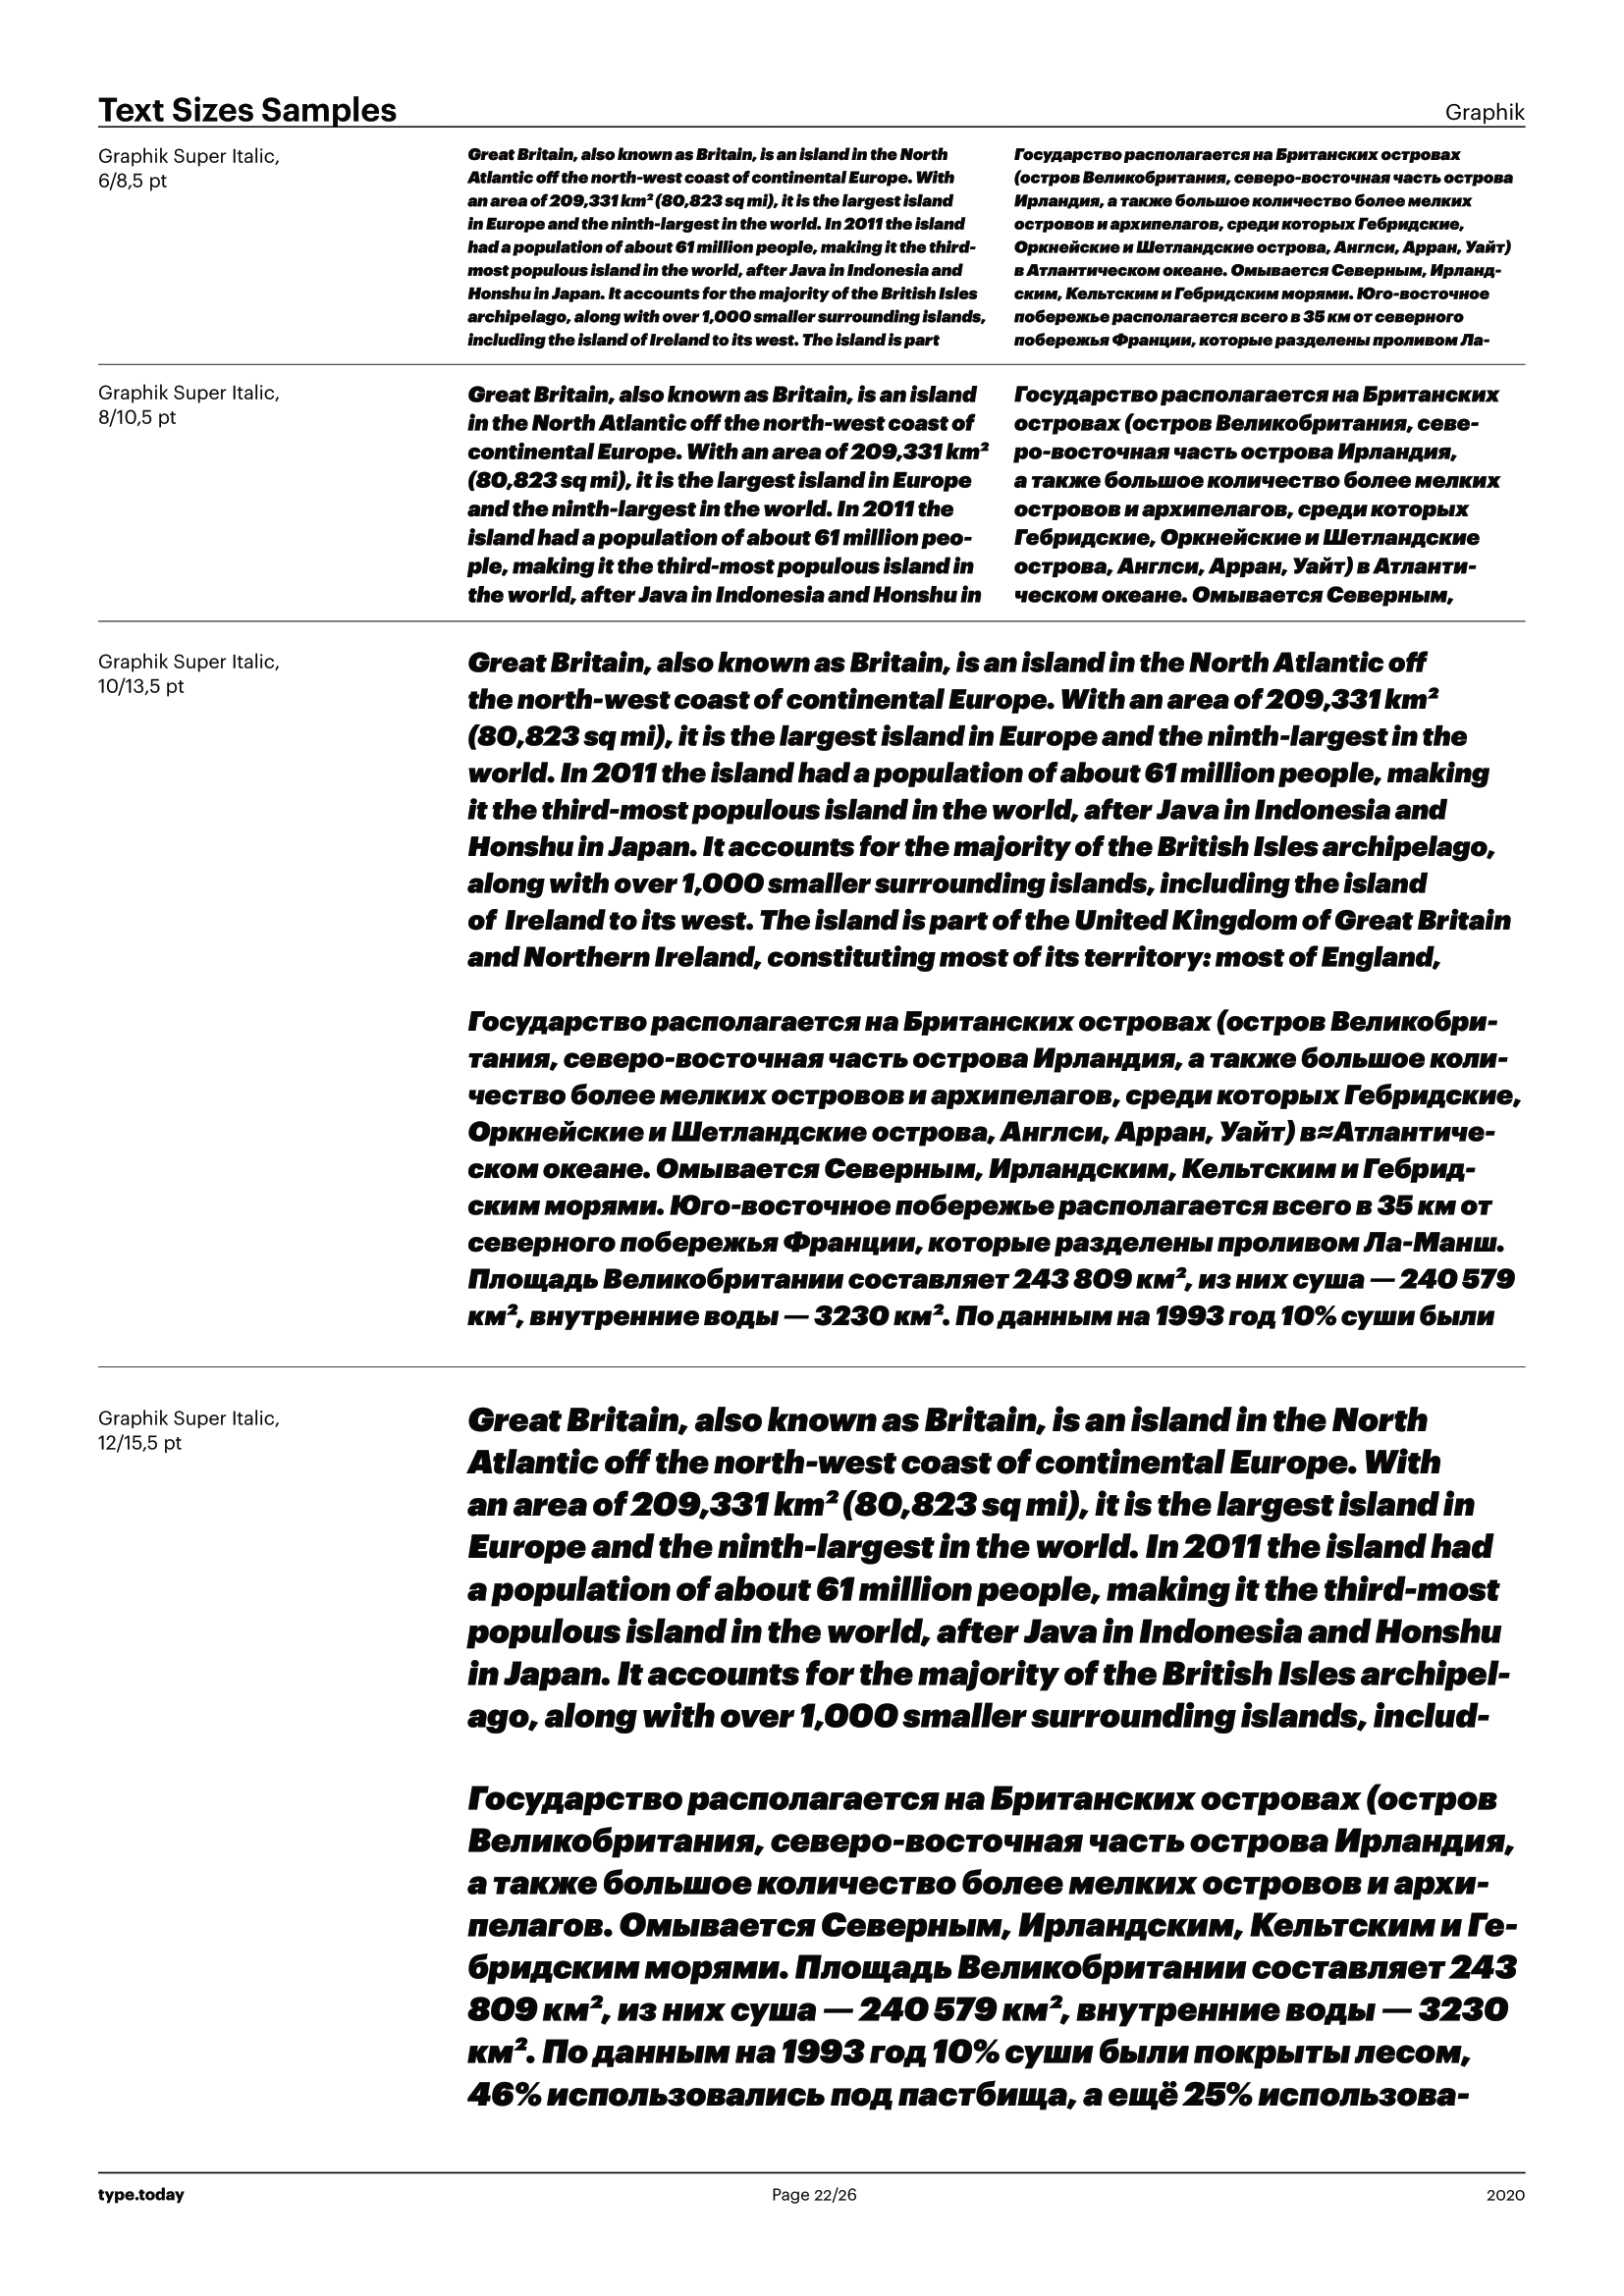 Text Sizes Samples
Graphik
Graphik Super Italic,
6/8,5 pt
Great Britain, also known as Britain, is an island in the North
Atlantic off the north-west coast of continental Europe. With
an area of 209,331 km² (80,823 sq mi), it is the largest island
in Europe and the ninth-largest in the world. In 2011 the island
had a population of about 61 million people, making it the third-
most populous island in the world, after Java in Indonesia and
Honshu in Japan. It accounts for the majority of the British Isles
archipelago, along with over 1,000 smaller surrounding islands,
including the island of Ireland to its west. The island is part
Государство располагается на Британских островах
(остров Великобритания, северо-восточная часть острова
Ирландия, а также большое количество более мелких
островов и архипелагов, среди которых Гебридские,
Оркнейские и Шетландские острова, Англси, Арран, Уайт)
в Атлантическом океане. Омывается Северным, Ирланд-
ским, Кельтским и Гебридским морями. Юго-восточное
побережье располагается всего в 35 км от северного
побережья Франции, которые разделены проливом Ла-
Graphik Super Italic,
8/10,5 pt
Great Britain, also known as Britain, is an island
in the North Atlantic off the north-west coast of
continental Europe. With an area of 209,331 km²
(80,823 sq mi), it is the largest island in Europe
and the ninth-largest in the world. In 2011 the
island had a population of about 61 million peo-
ple, making it the third-most populous island in
the world, after Java in Indonesia and Honshu in
Государство располагается на Британских
островах (остров Великобритания, севе-
ро-восточная часть острова Ирландия,
а также большое количество более мелких
островов и архипелагов, среди которых
Гебридские, Оркнейские и Шетландские
острова, Англси, Арран, Уайт) в Атланти-
ческом океане. Омывается Северным,
Graphik Super Italic,
10/13,5 pt
Great Britain, also known as Britain, is an island in the North Atlantic off
the north-west coast of continental Europe. With an area of 209,331 km²
(80,823 sq mi), it is the largest island in Europe and the ninth-largest in the
world. In 2011 the island had a population of about 61 million people, making
it the third-most populous island in the world, after Java in Indonesia and
Honshu in Japan. It accounts for the majority of the British Isles archipelago,
along with over 1,000 smaller surrounding islands, including the island
of Ireland to its west. The island is part of the United Kingdom of Great Britain
and Northern Ireland, constituting most of its territory: most of England,
Государство располагается на Британских островах (остров Великобри-
тания, северо-восточная часть острова Ирландия, а также большое коли-
чество более мелких островов и архипелагов, среди которых Гебридские,
Оркнейские и Шетландские острова, Англси, Арран, Уайт) в≈Атлантиче-
ском океане. Омывается Северным, Ирландским, Кельтским и Гебрид-
ским морями. Юго-восточное побережье располагается всего в 35 км от
северного побережья Франции, которые разделены проливом Ла-Манш.
Площадь Великобритании составляет 243 809 км², из них суша — 240 579
км², внутренние воды — 3230 км². По данным на 1993 год 10% суши были
Graphik Super Italic,
12/15,5 pt
Great Britain, also known as Britain, is an island in the North
Atlantic off the north-west coast of continental Europe. With
an area of 209,331 km² (80,823 sq mi), it is the largest island in
Europe and the ninth-largest in the world. In 2011 the island had
a population of about 61 million people, making it the third-most
populous island in the world, after Java in Indonesia and Honshu
in Japan. It accounts for the majority of the British Isles archipel-
ago, along with over 1,000 smaller surrounding islands, includ-
Государство располагается на Британских островах (остров
Великобритания, северо-восточная часть острова Ирландия,
а также большое количество более мелких островов и архи-
пелагов. Омывается Северным, Ирландским, Кельтским и Ге-
бридским морями. Площадь Великобритании составляет 243
809 км², из них суша — 240 579 км², внутренние воды — 3230
км². По данным на 1993 год 10% суши были покрыты лесом,
46% использовались под пастбища, а ещё 25% использова-
type.today
Page 22/26
2020